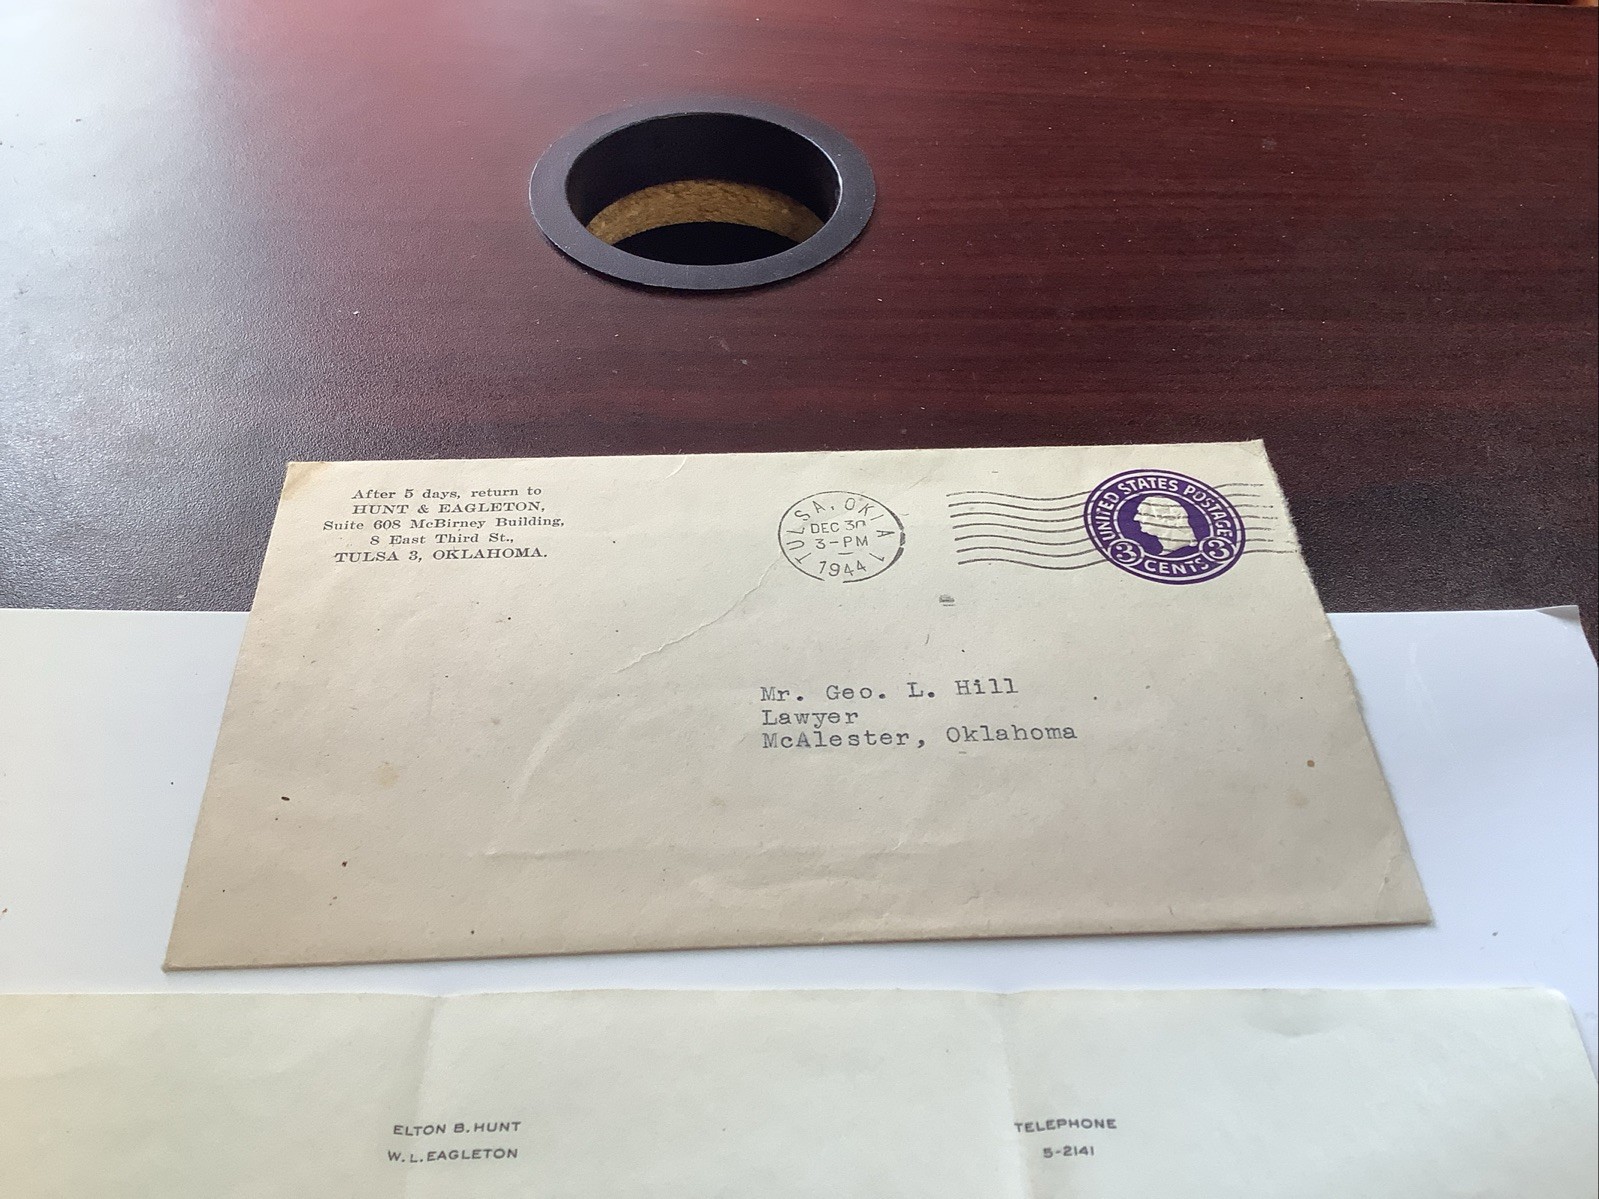 After 5 days, return to
HUNT & EAGLETON,
Suite 608 McBirney Building,
8 East Third St.,
TULSA 3, OKLAHOMA.
TULSA, OKLA 1
DEC 30
3-PM
1944
UNITED STATES POSTAGE
3 3
CENTS
Mr. Geo. L. Hill
Lawyer
McAlester, Oklahoma
ELTON B. HUNT
W. L. EAGLETON
TELEPHONE
5-2141